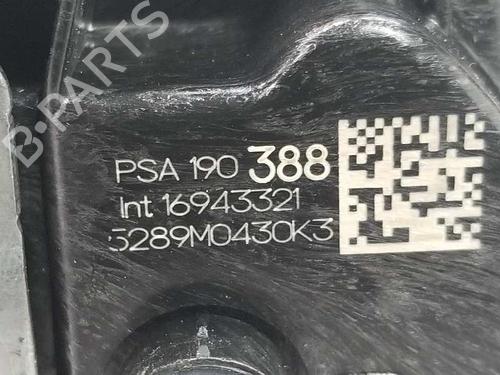 B-PARTS
PSA 190 388
Int 16943321
5289M0430K3